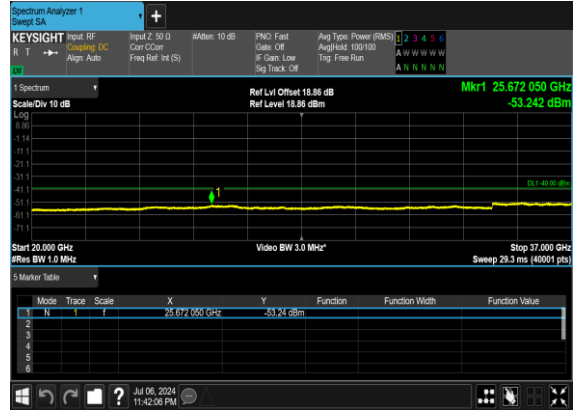 Spectrum Analyzer 1
Swept SA
KEYSIGHT Input: RF Input Z: 50 Ω #Atten: 10 dB PNO: Fast Avg Type: Power (RMS) 1 2 3 4 5 6
R T Coupling: DC Corr CCorr Gate: Off Avg|Hold: 100/100 A W W W W W
Align: Auto Freq Ref: Int (S) IF Gain: Low Trig: Free Run
LW Sig Track: Off A N N N N N
1 Spectrum Ref Lvl Offset 18.86 dB Mkr1 25.672 050 GHz
Scale/Div 10 dB Ref Level 18.86 dBm -53.242 dBm
Log
8.86
-1.14
-11.1
-21.1
-31.1
DL1 -40.00 dBm
-41.1
1
-51.1
-61.1
-71.1
Start 20.000 GHz Video BW 3.0 MHz* Stop 37.000 GHz
#Res BW 1.0 MHz Sweep 29.3 ms (40001 pts)
5 Marker Table
Mode Trace Scale X Y Function Function Width Function Value
1 N 1 f 25.672 050 GHz -53.24 dBm
2
3
4
5
6
? Jul 06, 2024
11:42:06 PM